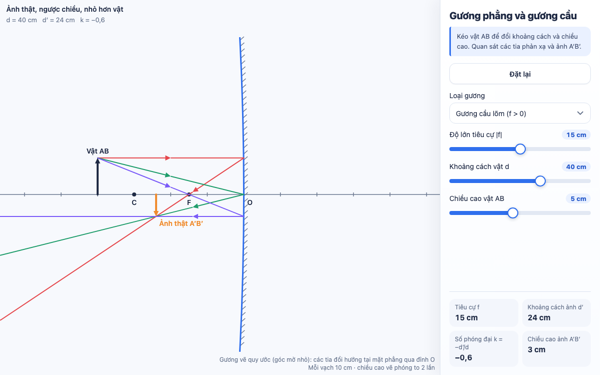 Ảnh thật, ngược chiều, nhỏ hơn vật
d = 40 cm d' = 24 cm k = −0,6
Vật AB
C
F
O
Ảnh thật A'B'
Gương vẽ quy ước (góc mở nhỏ): các tia đổi hướng tại mặt phẳng qua đỉnh O
Mỗi vạch 10 cm · chiều cao vẽ phóng to 2 lần
Gương phẳng và gương cầu
Kéo vật AB để đổi khoảng cách và chiều
cao. Quan sát các tia phản xạ và ảnh A'B'.
Đặt lại
Loại gương
Gương cầu lõm (f > 0)
Độ lớn tiêu cự |f|
15 cm
Khoảng cách vật d
40 cm
Chiều cao vật AB
5 cm
Tiêu cự f
15 cm
Khoảng cách ảnh d'
24 cm
Số phóng đại k =
−d'/d
−0,6
Chiều cao ảnh A'B'
3 cm